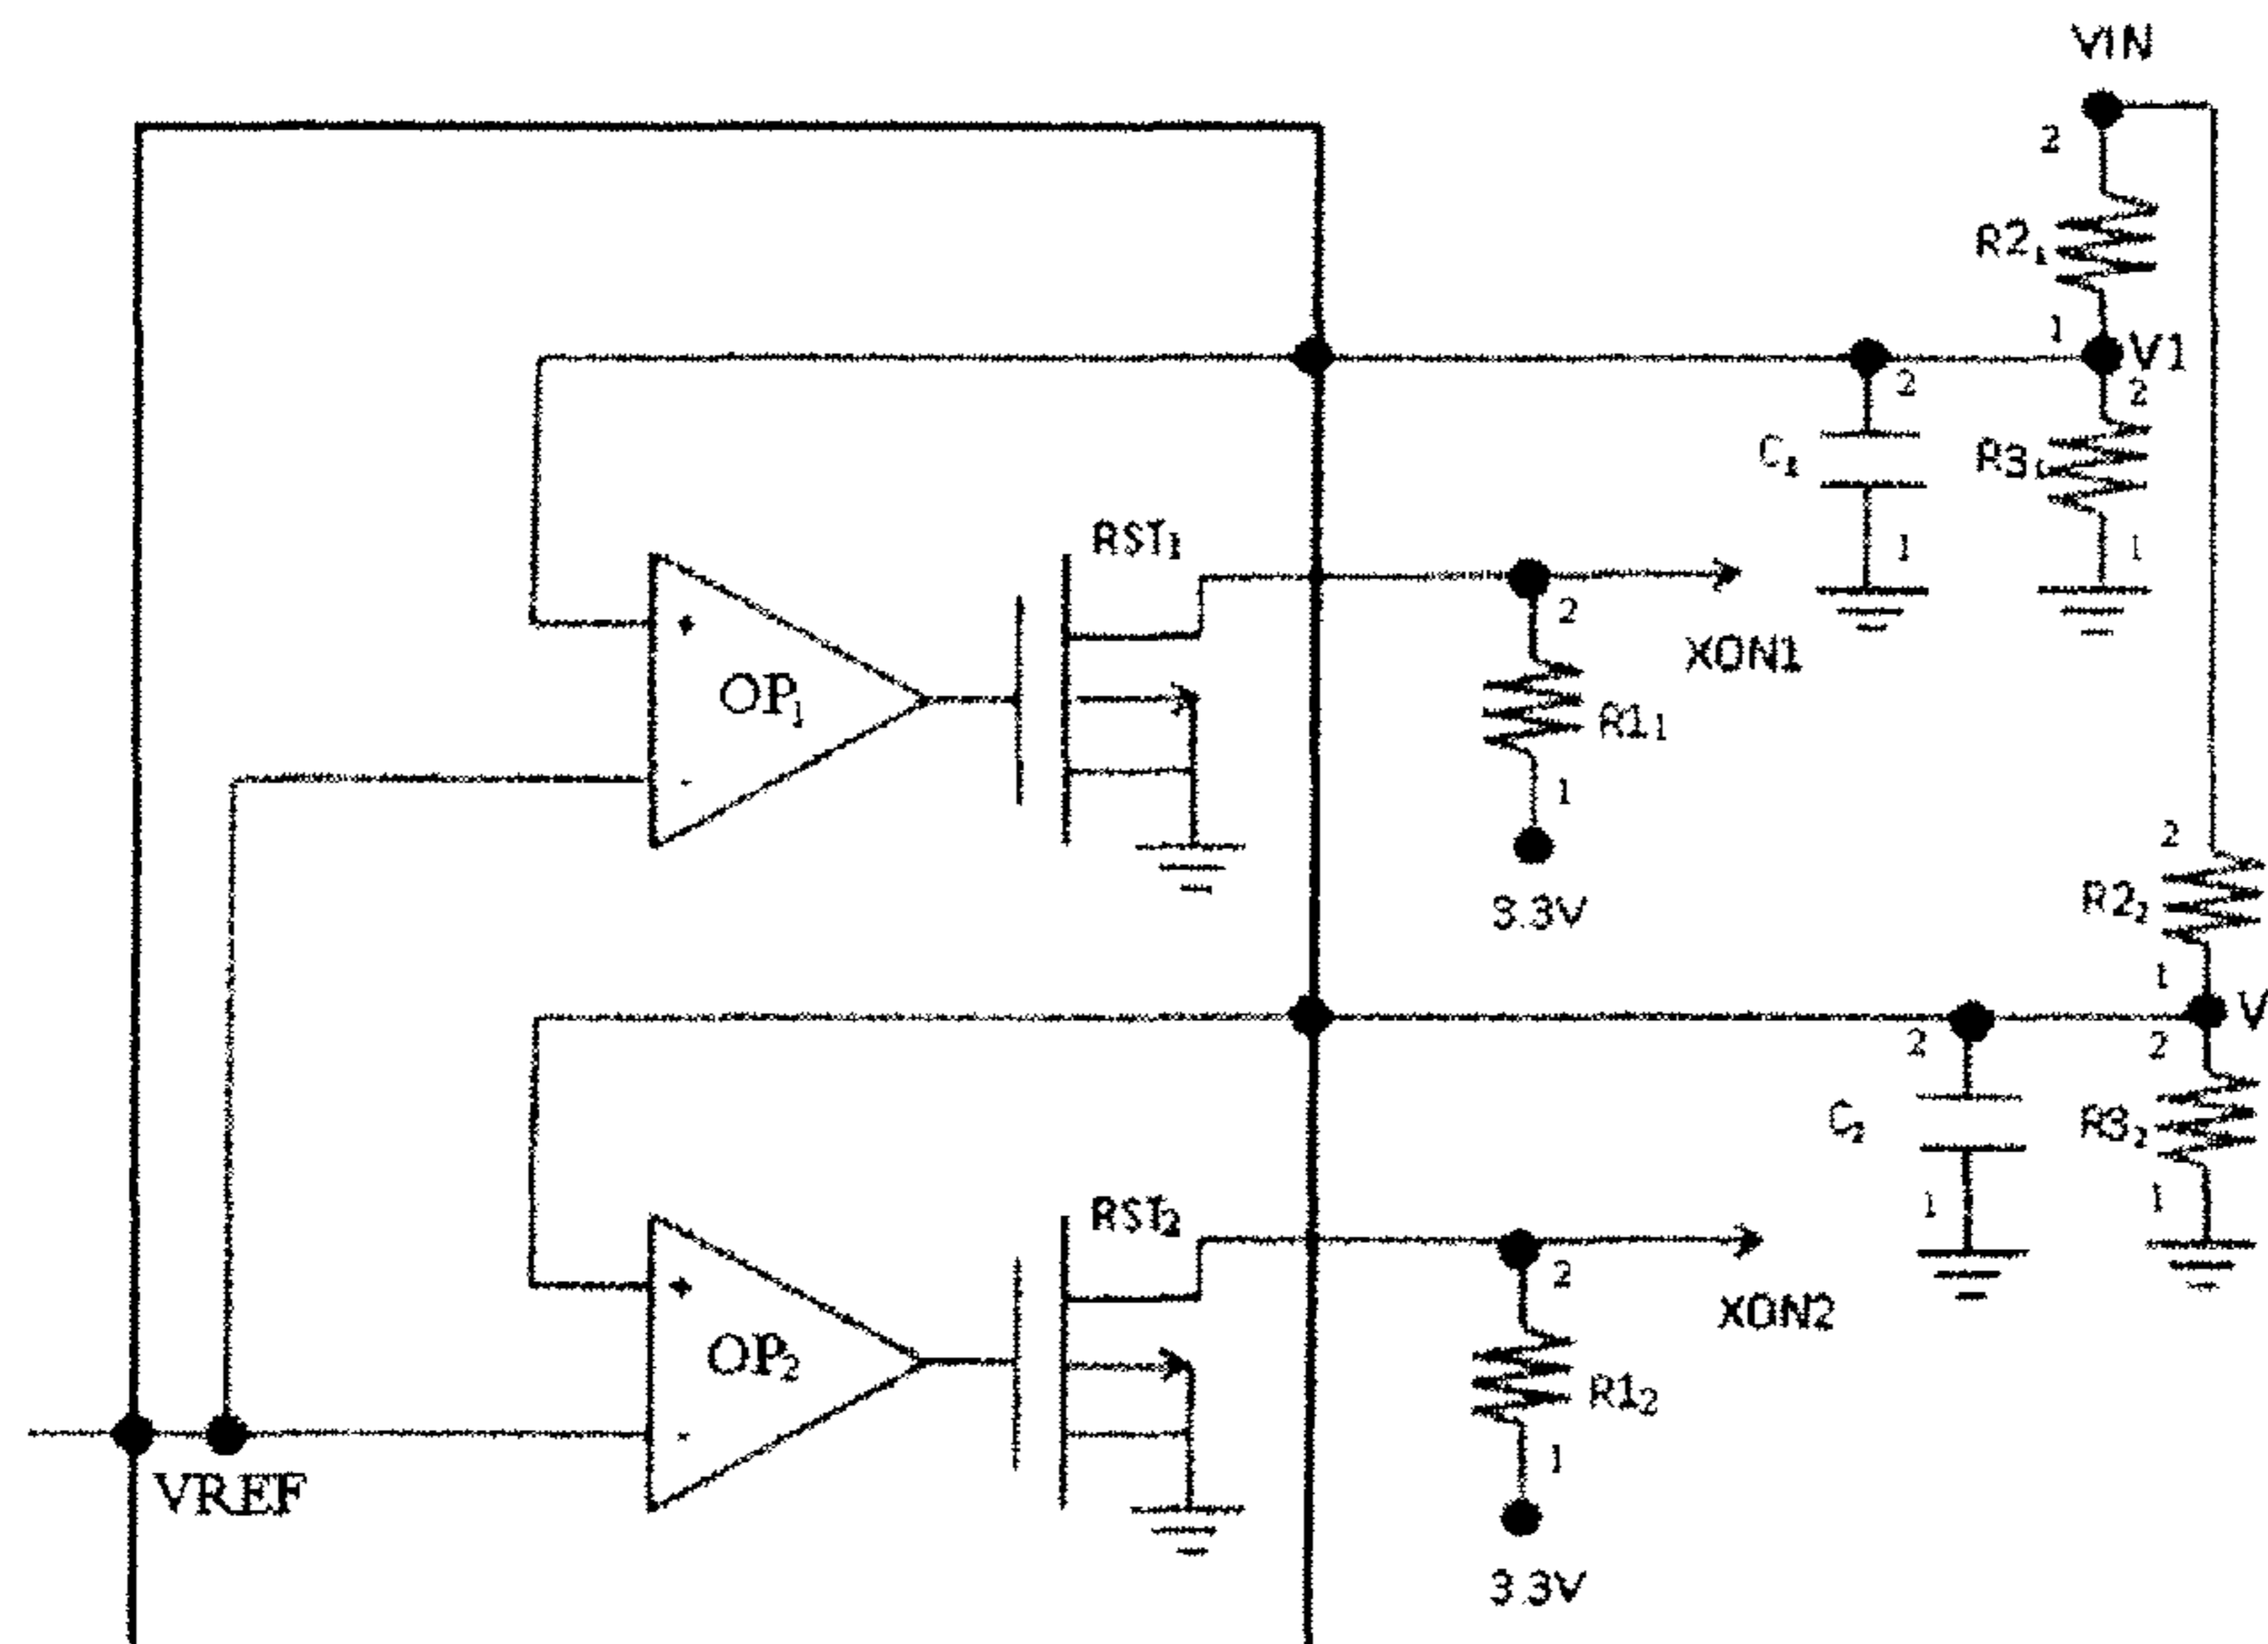 VIN
2
R2₁
1
V1
2
2
C₁
R3₁
1
1
RST₁
+
OP₁
-
XON1
2
R1₁
1
3.3V
2
R2₂
1
V
2
2
C₂
R3₂
1
1
RST₂
+
OP₂
-
XON2
2
R1₂
1
3.3V
VREF